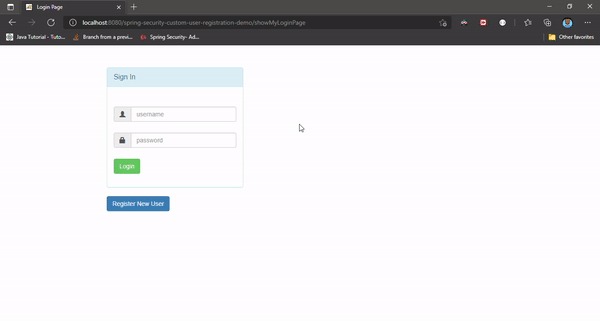 Login Page
localhost:8080/spring-security-custom-user-registration-demo/showMyLoginPage
Java Tutorial - Tuto... Branch from a previ... Spring Security- Ad... Other favorites
Sign In
username
password
Login
Register New User